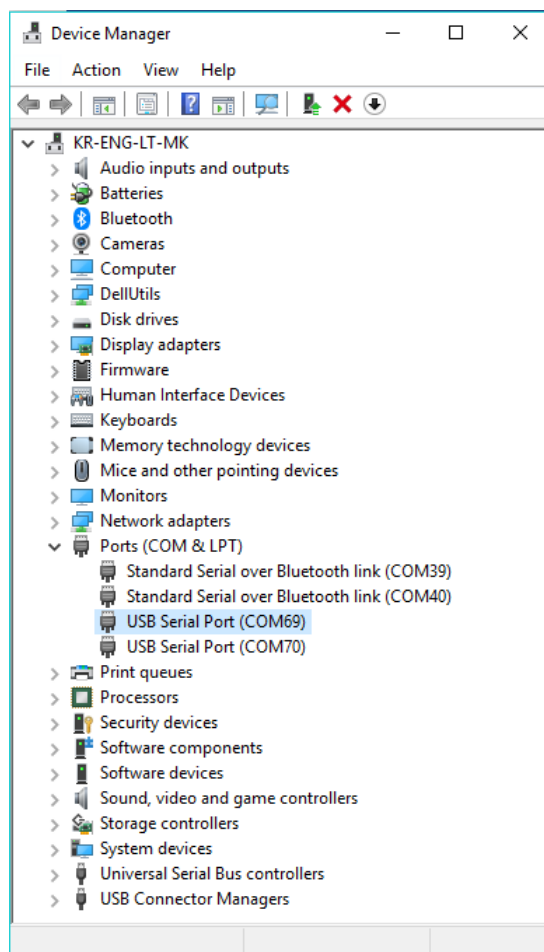 Device Manager
File Action View Help
KR-ENG-LT-MK
Audio inputs and outputs
Batteries
Bluetooth
Cameras
Computer
DellUtils
Disk drives
Display adapters
Firmware
Human Interface Devices
Keyboards
Memory technology devices
Mice and other pointing devices
Monitors
Network adapters
Ports (COM & LPT)
Standard Serial over Bluetooth link (COM39)
Standard Serial over Bluetooth link (COM40)
USB Serial Port (COM69)
USB Serial Port (COM70)
Print queues
Processors
Security devices
Software components
Software devices
Sound, video and game controllers
Storage controllers
System devices
Universal Serial Bus controllers
USB Connector Managers